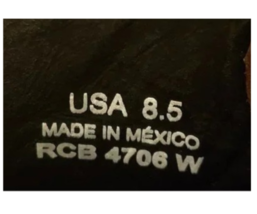 USA 8.5
MADE IN MÉXICO
RCB 4706 W